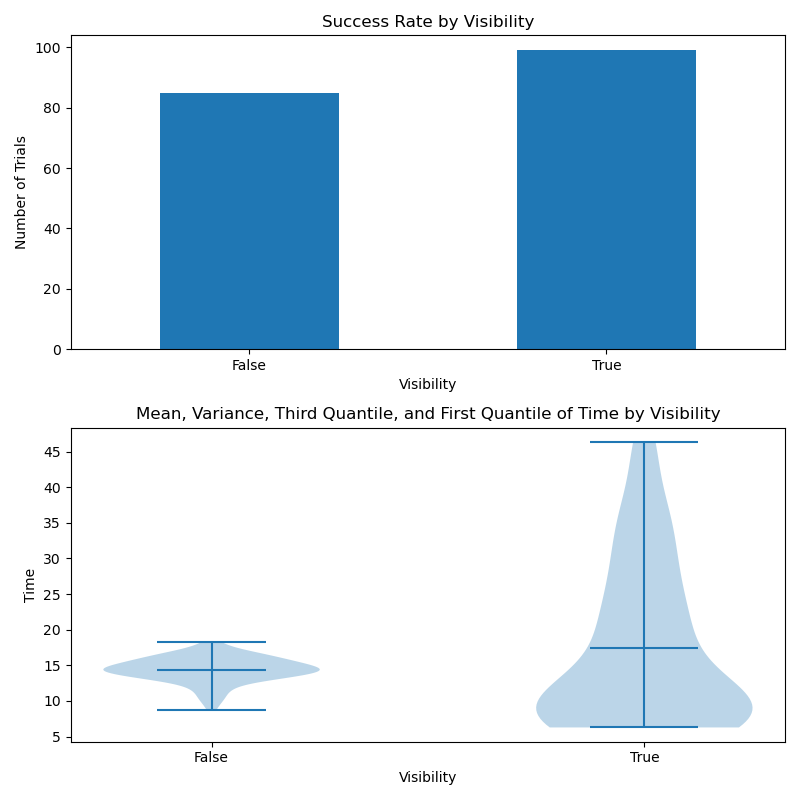 Success Rate by Visibility
100
80
60
40
20
0
Number of Trials
False
True
Visibility
Mean, Variance, Third Quantile, and First Quantile of Time by Visibility
45
40
35
30
25
20
15
10
5
Time
False
True
Visibility